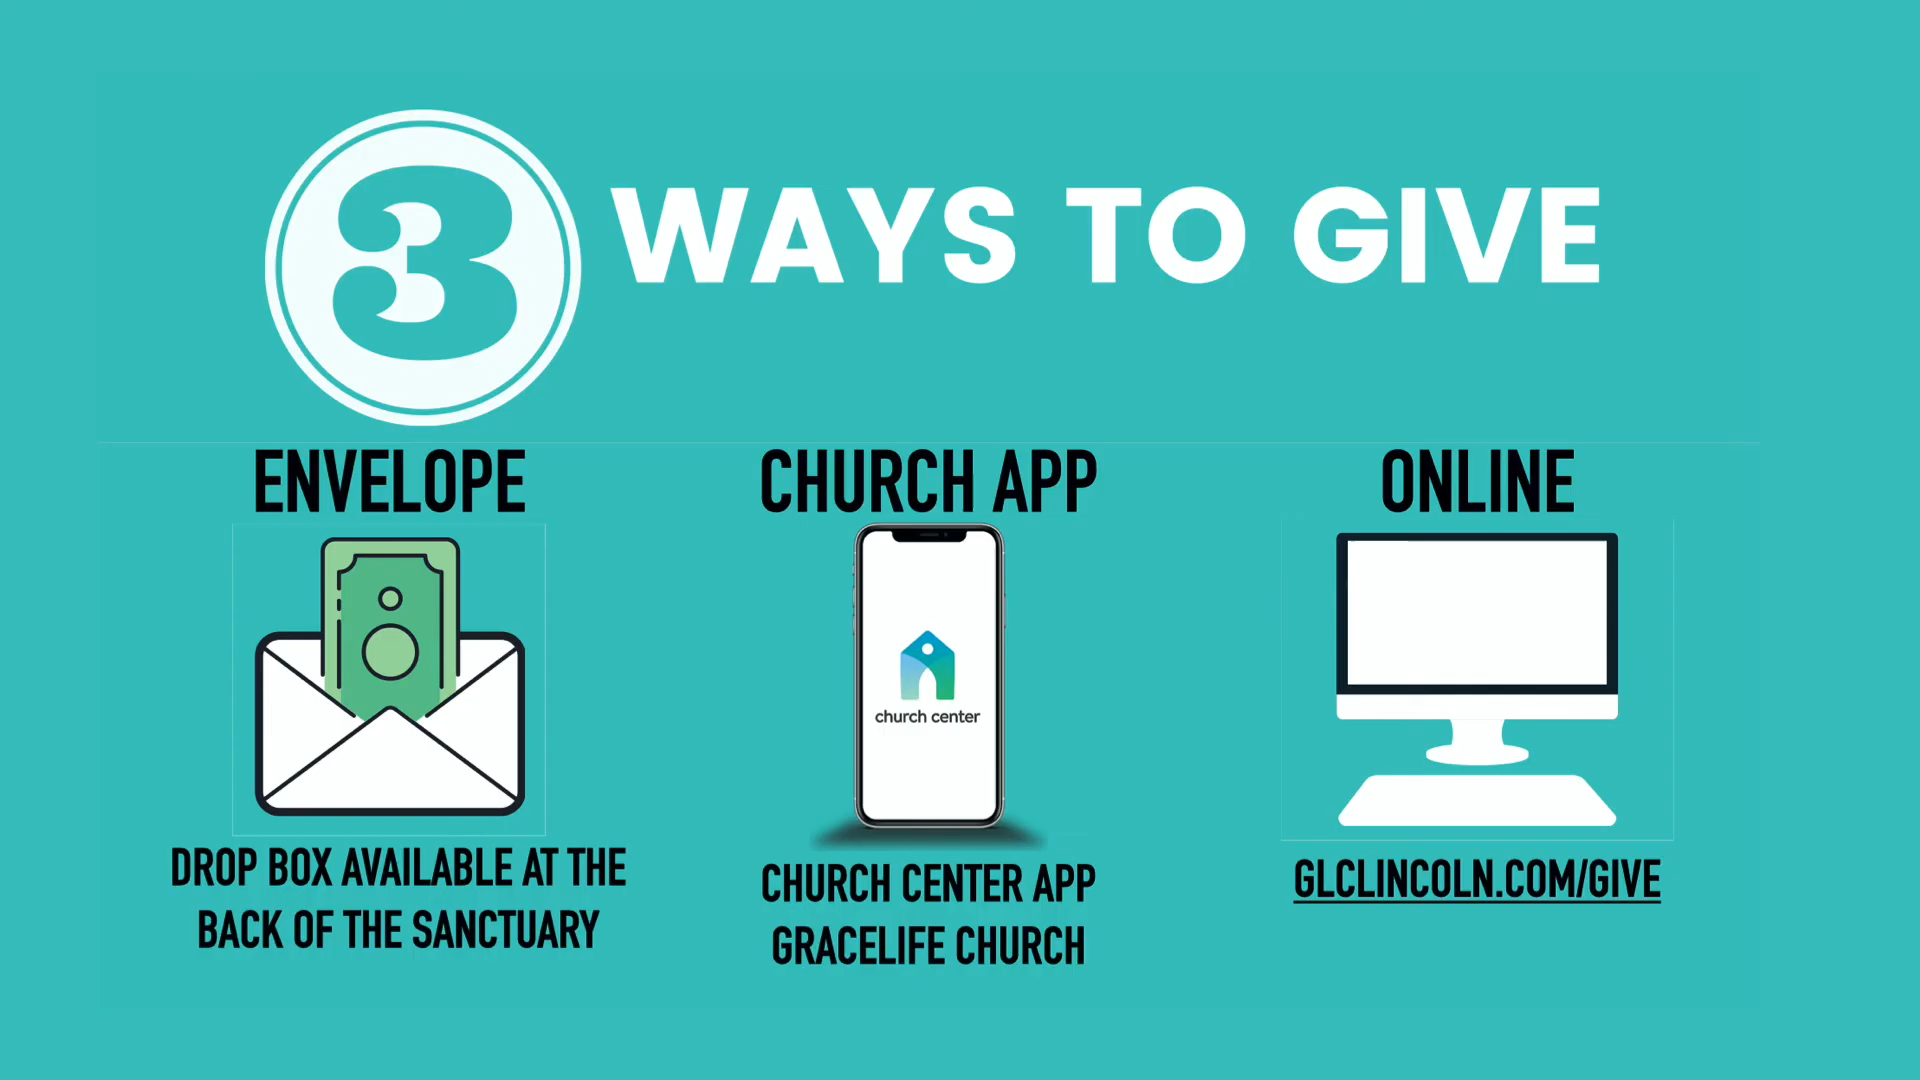 3 WAYS TO GIVE
ENVELOPE
DROP BOX AVAILABLE AT THE
BACK OF THE SANCTUARY
CHURCH APP
church center
CHURCH CENTER APP
GRACELIFE CHURCH
ONLINE
GLCLINCOLN.COM/GIVE